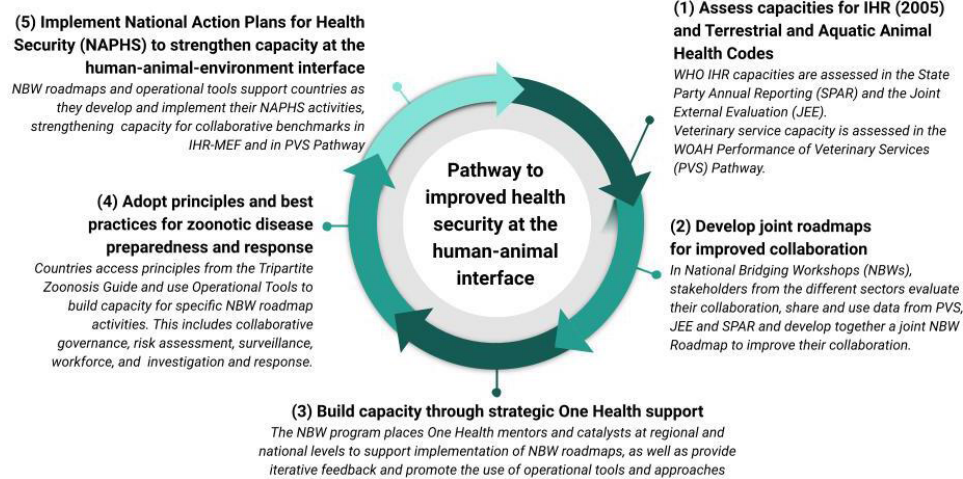 (5) Implement National Action Plans for Health
Security (NAPHS) to strengthen capacity at the
human-animal-environment interface
NBW roadmaps and operational tools support countries as
they develop and implement their NAPHS activities,
strengthening capacity for collaborative benchmarks in
IHR-MEF and in PVS Pathway
(1) Assess capacities for IHR (2005)
and Terrestrial and Aquatic Animal
Health Codes
WHO IHR capacities are assessed in the State
Party Annual Reporting (SPAR) and the Joint
External Evaluation (JEE).
Veterinary service capacity is assessed in the
WOAH Performance of Veterinary Services
(PVS) Pathway.
Pathway to
improved health
security at the
human-animal
interface
(4) Adopt principles and best
practices for zoonotic disease
preparedness and response
Countries access principles from the Tripartite
Zoonosis Guide and use Operational Tools to
build capacity for specific NBW roadmap
activities. This includes collaborative
governance, risk assessment, surveillance,
workforce, and investigation and response.
(2) Develop joint roadmaps
for improved collaboration
In National Bridging Workshops (NBWs),
stakeholders from the different sectors evaluate
their collaboration, share and use data from PVS,
JEE and SPAR and develop together a joint NBW
Roadmap to improve their collaboration.
(3) Build capacity through strategic One Health support
The NBW program places One Health mentors and catalysts at regional and
national levels to support implementation of NBW roadmaps, as well as provide
iterative feedback and promote the use of operational tools and approaches